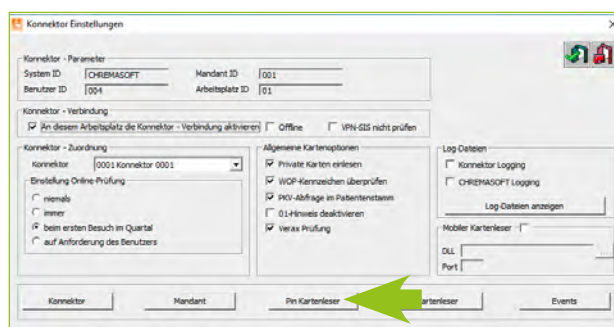 Konnektor Einstellungen
Konnektor - Parameter
System ID CHREMASOFT Mandant ID 001
Benutzer ID 004 Arbeitsplatz ID 01
Konnektor - Verbindung
An diesem Arbeitsplatz die Konnektor - Verbindung aktivieren Offline VPN-SIS nicht prüfen
Konnektor - Zuordnung
Konnektor 0001 Konnektor 0001
Einstellung Online-Prüfung
niemals
immer
beim ersten Besuch im Quartal
auf Anforderung des Benutzers
Allgemeine Kartenoptionen
Private Karten einlesen
WOP-Kennzeichen überprüfen
PKV-Abfrage im Patientenstamm
01-Hinweis deaktivieren
Verax Prüfung
Log-Dateien
Konnektor Logging
CHREMASOFT Logging
Log-Dateien anzeigen
Mobiler Kartenleser
DLL ...
Port
Konnektor Mandant Pin Kartenleser artenleser Events